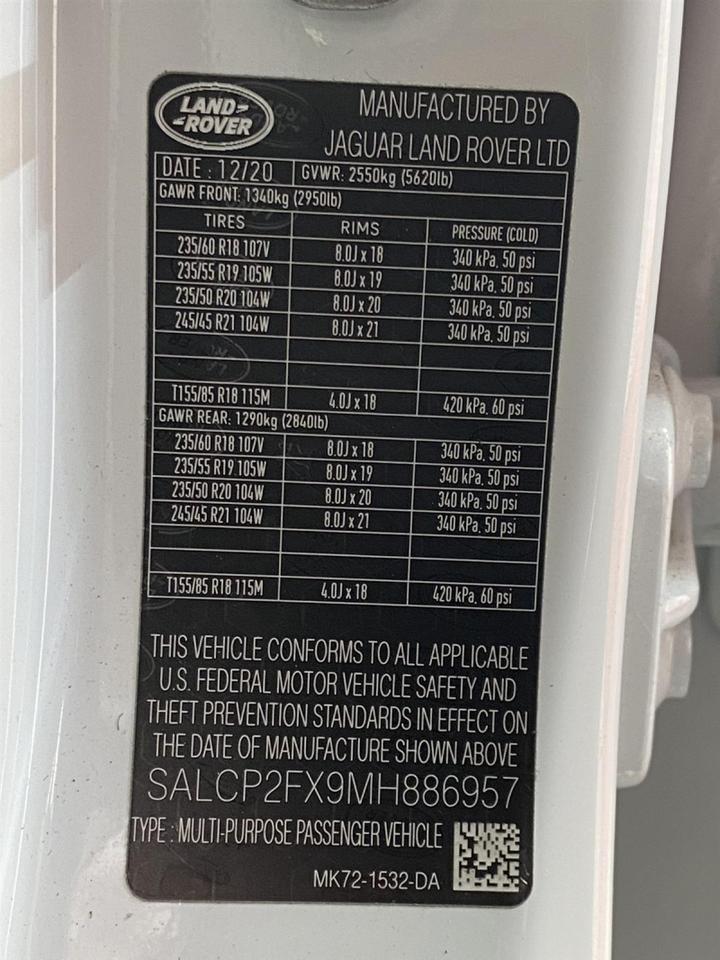 LAND-
-ROVER
MANUFACTURED BY
JAGUAR LAND ROVER LTD
DATE : 12/20 GVWR: 2550kg (5620lb)
GAWR FRONT: 1340kg (2950lb)
TIRES RIMS PRESSURE (COLD)
235/60 R18 107V 8.0J x 18 340 kPa, 50 psi
235/55 R19 105W 8.0J x 19 340 kPa, 50 psi
235/50 R20 104W 8.0J x 20 340 kPa, 50 psi
245/45 R21 104W 8.0J x 21 340 kPa, 50 psi
T155/85 R18 115M 4.0J x 18 420 kPa, 60 psi
GAWR REAR: 1290kg (2840lb)
235/60 R18 107V 8.0J x 18 340 kPa, 50 psi
235/55 R19 105W 8.0J x 19 340 kPa, 50 psi
235/50 R20 104W 8.0J x 20 340 kPa, 50 psi
245/45 R21 104W 8.0J x 21 340 kPa, 50 psi
T155/85 R18 115M 4.0J x 18 420 kPa, 60 psi
THIS VEHICLE CONFORMS TO ALL APPLICABLE
U.S. FEDERAL MOTOR VEHICLE SAFETY AND
THEFT PREVENTION STANDARDS IN EFFECT ON
THE DATE OF MANUFACTURE SHOWN ABOVE
SALCP2FX9MH886957
TYPE : MULTI-PURPOSE PASSENGER VEHICLE
MK72-1532-DA